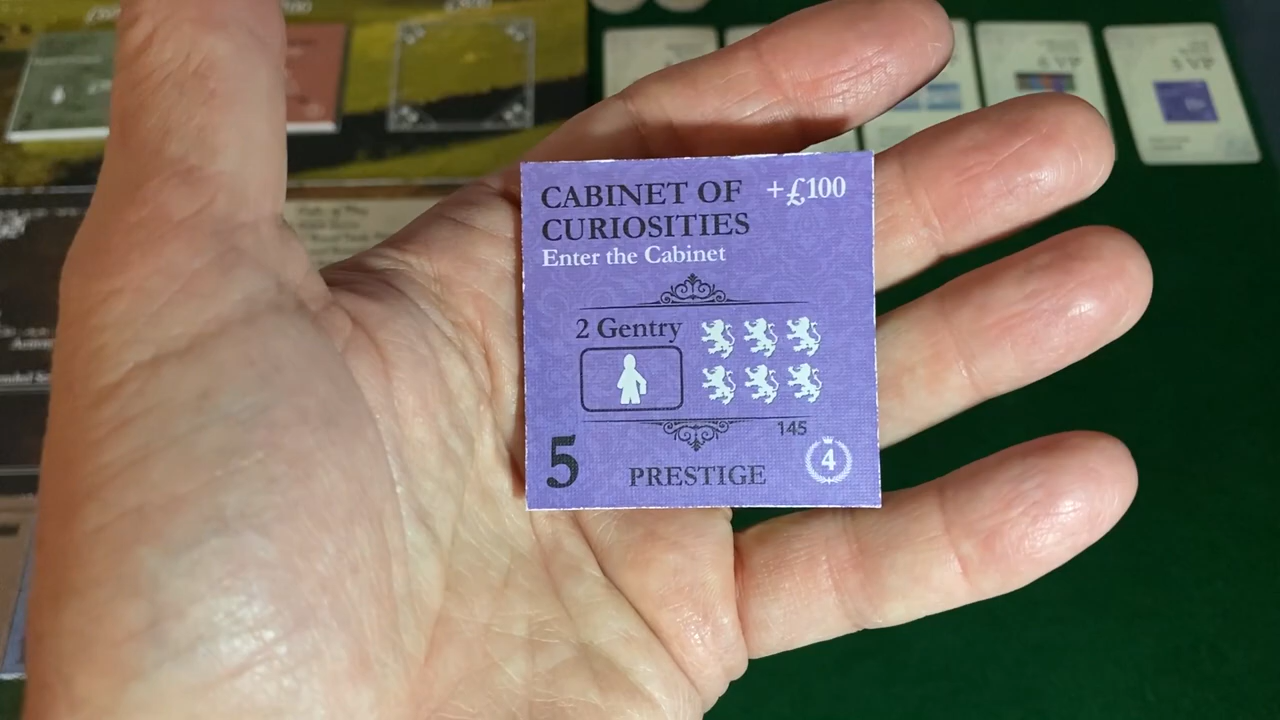 CABINET OF +£100
CURIOSITIES
Enter the Cabinet
2 Gentry
145
5 PRESTIGE 4